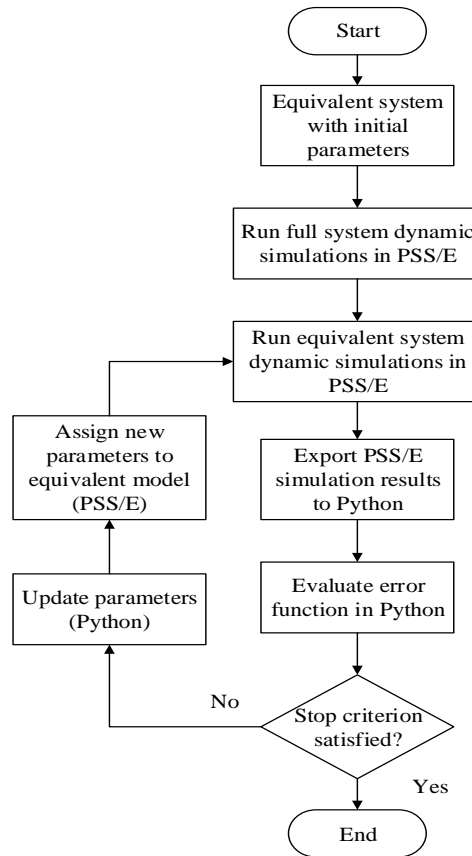 Start
Equivalent system
with initial
parameters
Run full system dynamic
simulations in PSS/E
Run equivalent system
dynamic simulations in
PSS/E
Assign new
parameters to
equivalent model
(PSS/E)
Export PSS/E
simulation results
to Python
Update parameters
(Python)
Evaluate error
function in Python
No
Stop criterion
satisfied?
Yes
End